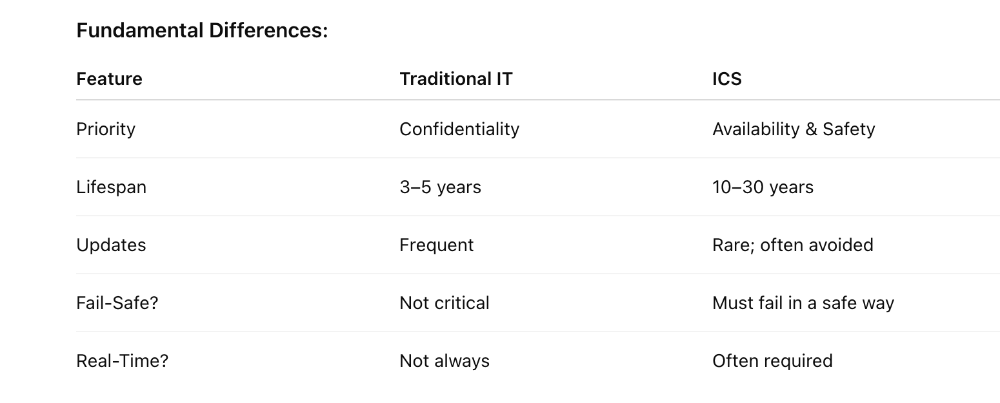 Fundamental Differences:
Feature Traditional IT ICS
Priority Confidentiality Availability & Safety
Lifespan 3–5 years 10–30 years
Updates Frequent Rare; often avoided
Fail-Safe? Not critical Must fail in a safe way
Real-Time? Not always Often required